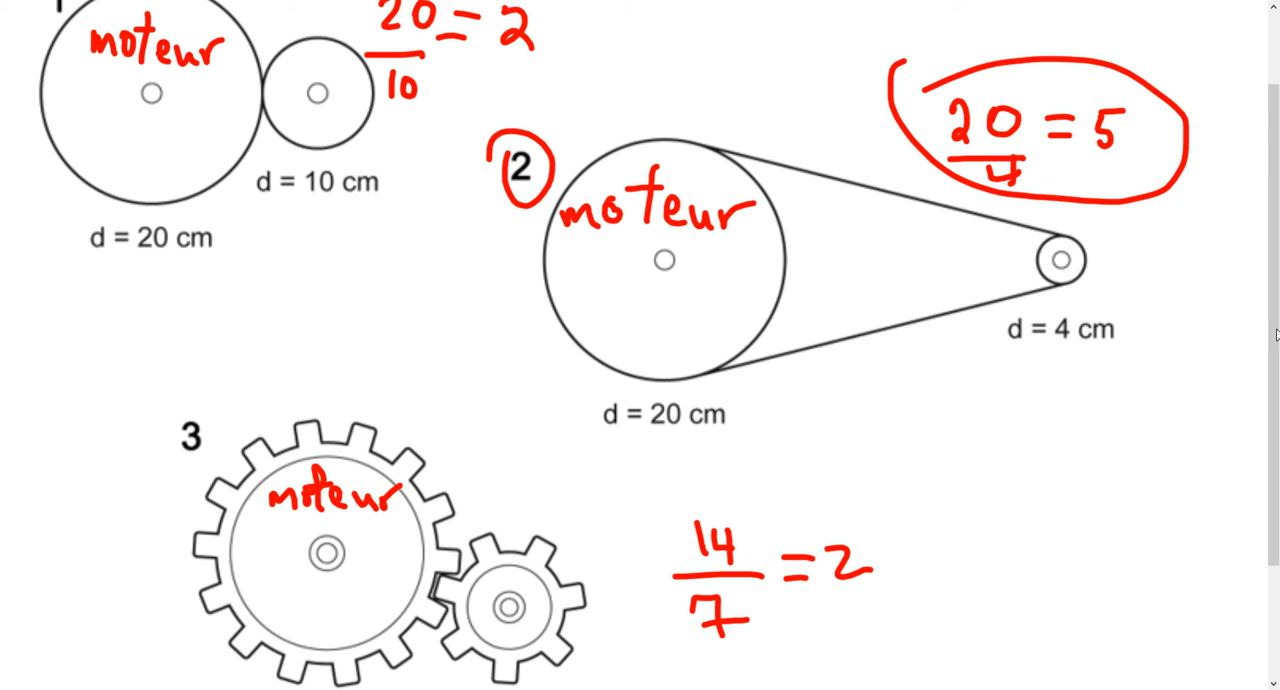 1
moteur
20
10
= 2
d = 10 cm
d = 20 cm
2
moteur
20
4
= 5
d = 4 cm
d = 20 cm
3
moteur
14
7
= 2